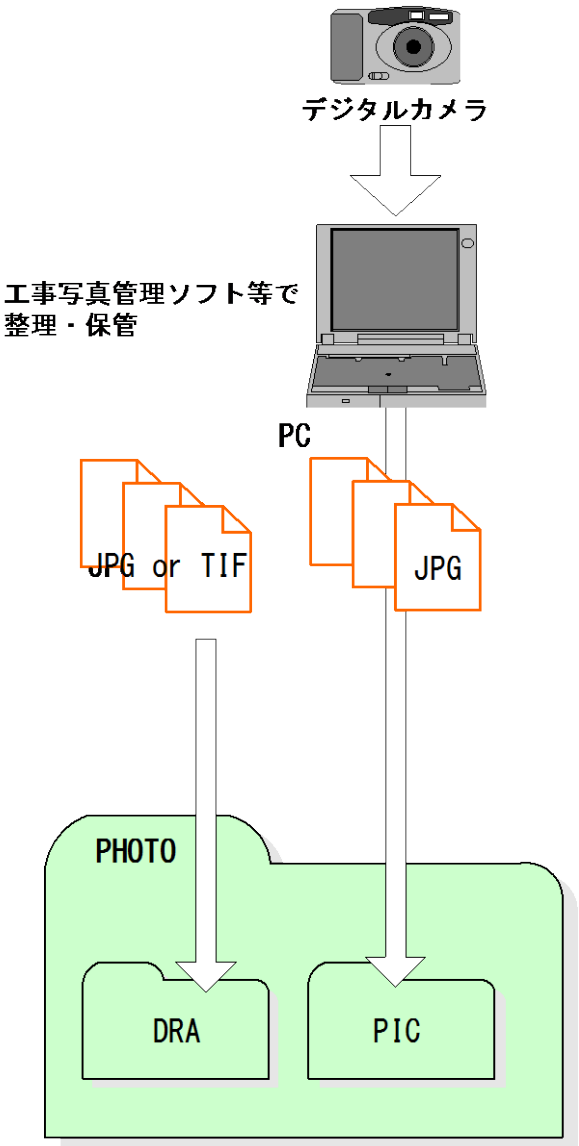 デジタルカメラ
工事写真管理ソフト等で
整理・保管
PC
JPG or TIF
JPG
PHOTO
DRA
PIC